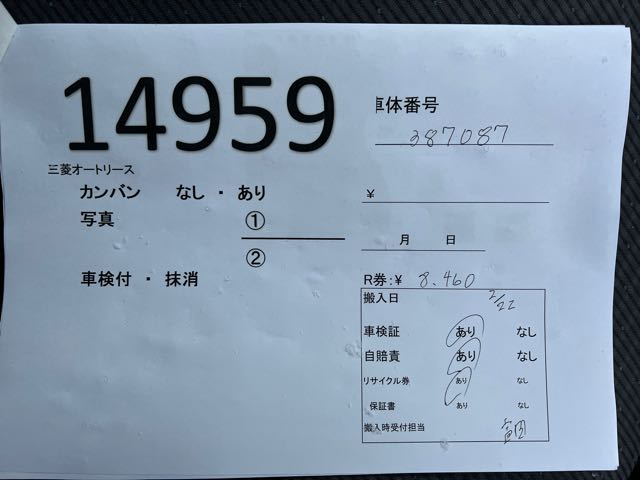 14959
車体番号
387087
三菱オートリース
カンバン なし ・ あり
¥
写真 ①
②
月 日
車検付 ・ 抹消
R券:¥ 8.460
搬入日 2/22
車検証 あり なし
自賠責 あり なし
リサイクル券 あり なし
保証書 あり なし
搬入時受付担当